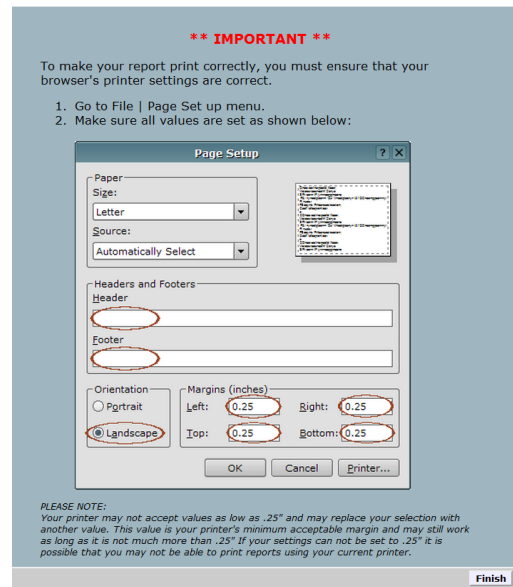 ** IMPORTANT **
To make your report print correctly, you must ensure that your
browser's printer settings are correct.
1. Go to File | Page Set up menu.
2. Make sure all values are set as shown below:
Page Setup
Paper
Size:
Letter
Source:
Automatically Select
Headers and Footers
Header
Footer
Orientation
Portrait
Landscape
Margins (inches)
Left: 0.25 Right: 0.25
Top: 0.25 Bottom: 0.25
OK Cancel Printer...
PLEASE NOTE:
Your printer may not accept values as low as .25" and may replace your selection with
another value. This value is your printer's minimum acceptable margin and may still work
as long as it is not much more than .25" If your settings can not be set to .25" it is
possible that you may not be able to print reports using your current printer.
Finish